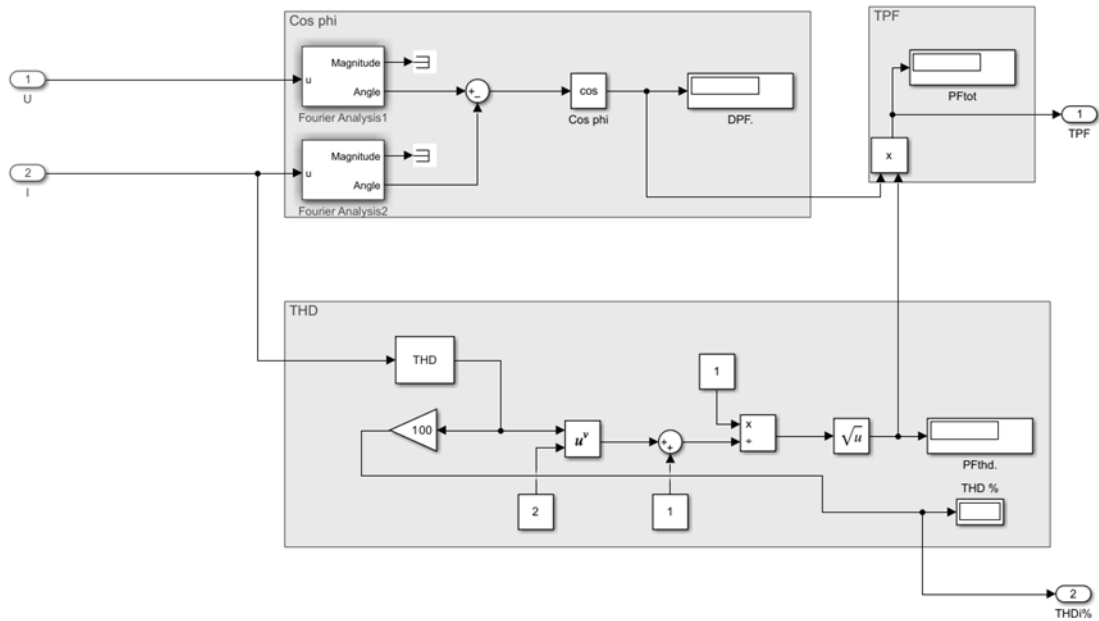 Cos phi
TPF
Magnitude
u
Angle
Fourier Analysis1
1
U
+
−
cos
Cos phi
DPF.
PFtot
1
TPF
x
Magnitude
u
Angle
Fourier Analysis2
2
I
THD
THD
100
u^v
2
+
+
1
1
x
÷
√u
PFthd.
THD %
2
THDi%